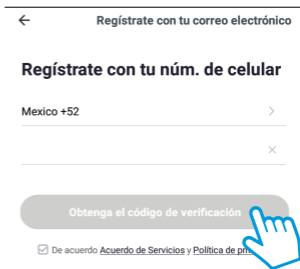 Regístrate con tu correo electrónico
Regístrate con tu núm. de celular
Mexico +52
Obtenga el código de verificación
De acuerdo Acuerdo de Servicios y Política de